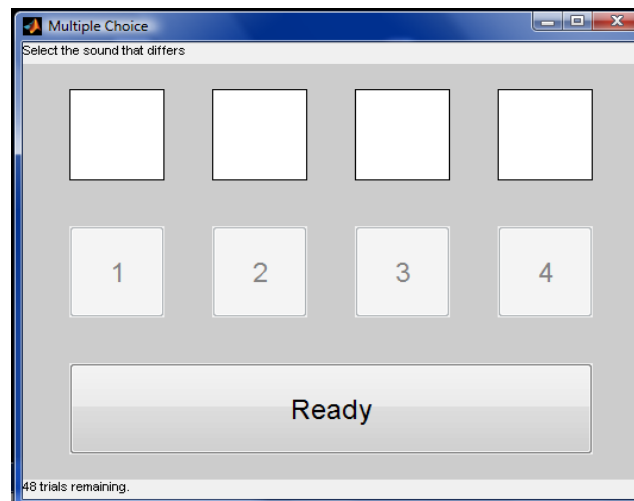 Multiple Choice
Select the sound that differs
1 2 3 4
Ready
48 trials remaining.